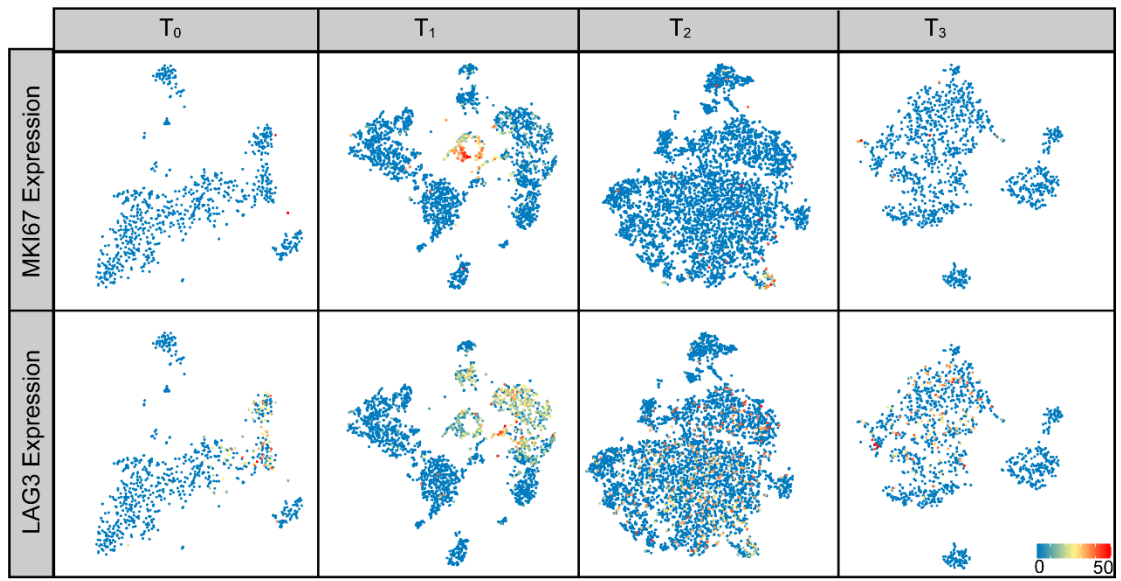 T₀ T₁ T₂ T₃
MKI67 Expression
LAG3 Expression
0 50